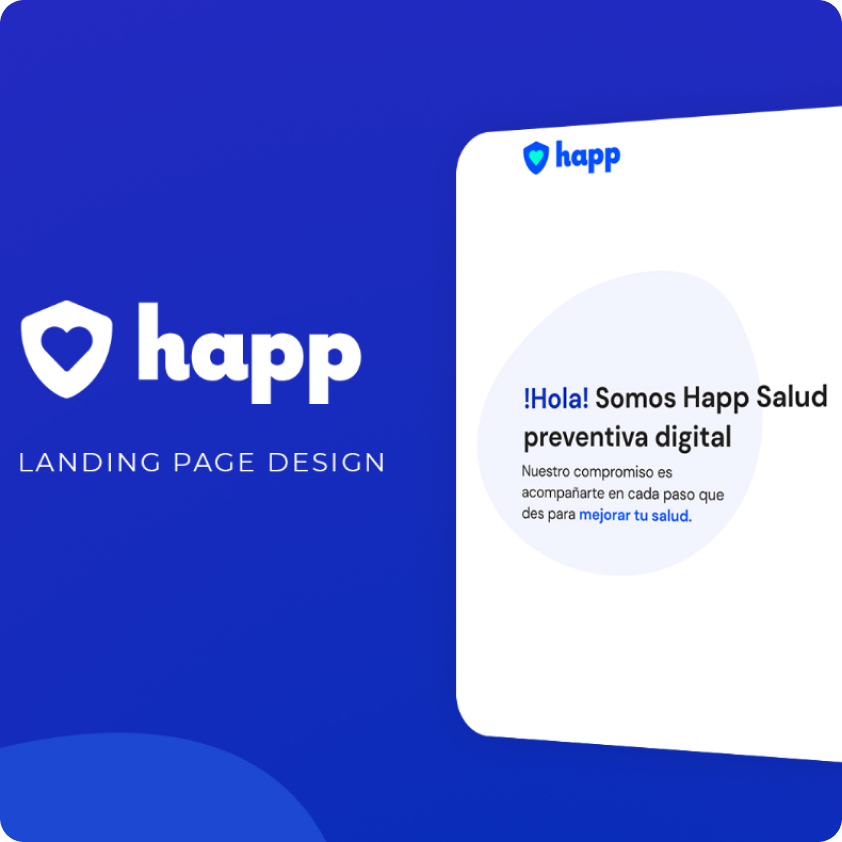 happ
LANDING PAGE DESIGN
happ
!Hola! Somos Happ Salud
preventiva digital
Nuestro compromiso es
acompañarte en cada paso que
des para mejorar tu salud.